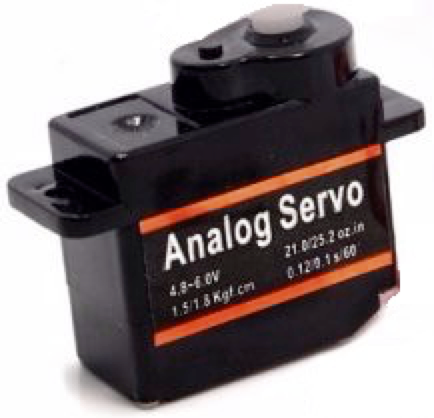 Analog Servo
4.8~6.0V 21.0/25.2 oz.in
1.5/1.8 Kgf.cm 0.12/0.1 s/60